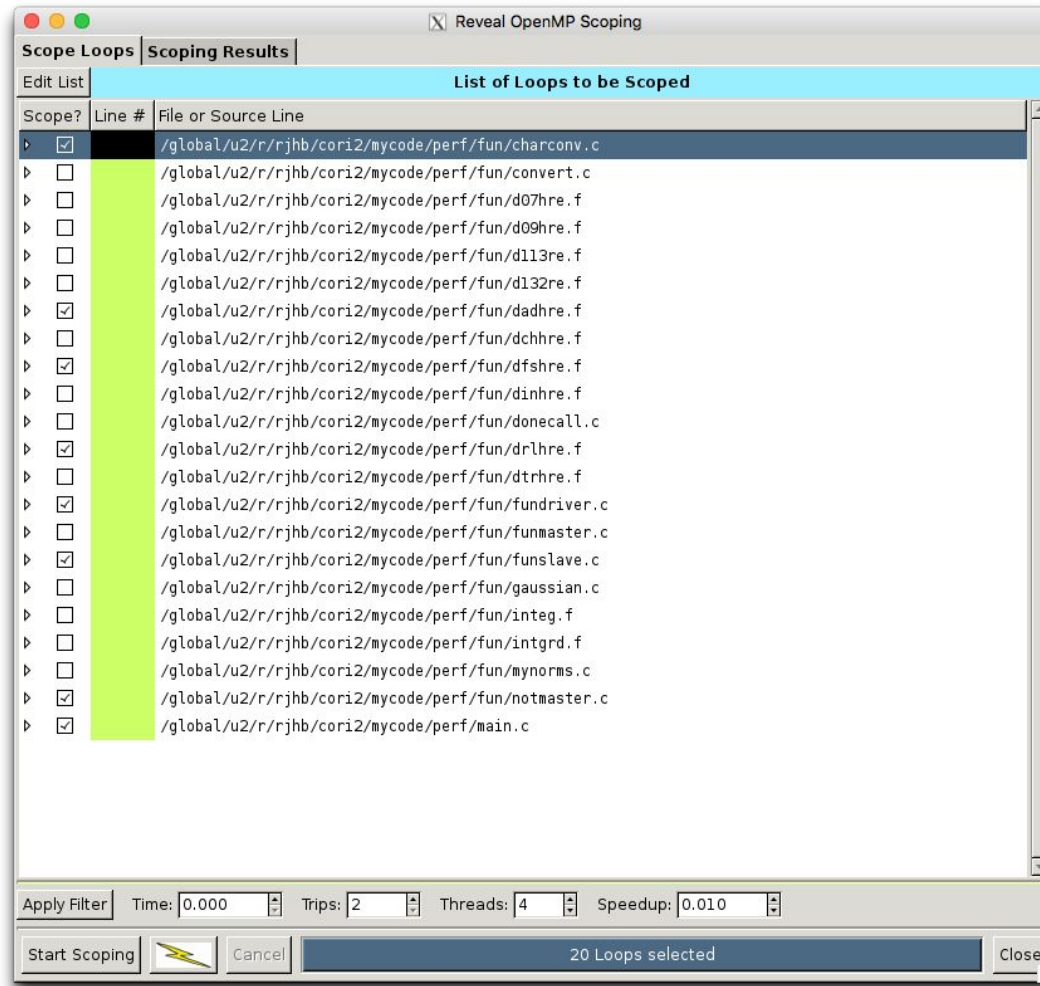 Reveal OpenMP Scoping
Scope Loops Scoping Results
Edit List List of Loops to be Scoped
Scope? Line # File or Source Line
/global/u2/r/rjhb/cori2/mycode/perf/fun/charconv.c
/global/u2/r/rjhb/cori2/mycode/perf/fun/convert.c
/global/u2/r/rjhb/cori2/mycode/perf/fun/d07hre.f
/global/u2/r/rjhb/cori2/mycode/perf/fun/d09hre.f
/global/u2/r/rjhb/cori2/mycode/perf/fun/d113re.f
/global/u2/r/rjhb/cori2/mycode/perf/fun/d132re.f
/global/u2/r/rjhb/cori2/mycode/perf/fun/dadhre.f
/global/u2/r/rjhb/cori2/mycode/perf/fun/dchhre.f
/global/u2/r/rjhb/cori2/mycode/perf/fun/dfshre.f
/global/u2/r/rjhb/cori2/mycode/perf/fun/dinhre.f
/global/u2/r/rjhb/cori2/mycode/perf/fun/donecall.c
/global/u2/r/rjhb/cori2/mycode/perf/fun/drlhre.f
/global/u2/r/rjhb/cori2/mycode/perf/fun/dtrhre.f
/global/u2/r/rjhb/cori2/mycode/perf/fun/fundriver.c
/global/u2/r/rjhb/cori2/mycode/perf/fun/funmaster.c
/global/u2/r/rjhb/cori2/mycode/perf/fun/funslave.c
/global/u2/r/rjhb/cori2/mycode/perf/fun/gaussian.c
/global/u2/r/rjhb/cori2/mycode/perf/fun/integ.f
/global/u2/r/rjhb/cori2/mycode/perf/fun/intgrd.f
/global/u2/r/rjhb/cori2/mycode/perf/fun/mynorms.c
/global/u2/r/rjhb/cori2/mycode/perf/fun/notmaster.c
/global/u2/r/rjhb/cori2/mycode/perf/main.c
Apply Filter Time: 0.000 Trips: 2 Threads: 4 Speedup: 0.010
Start Scoping Cancel 20 Loops selected Close